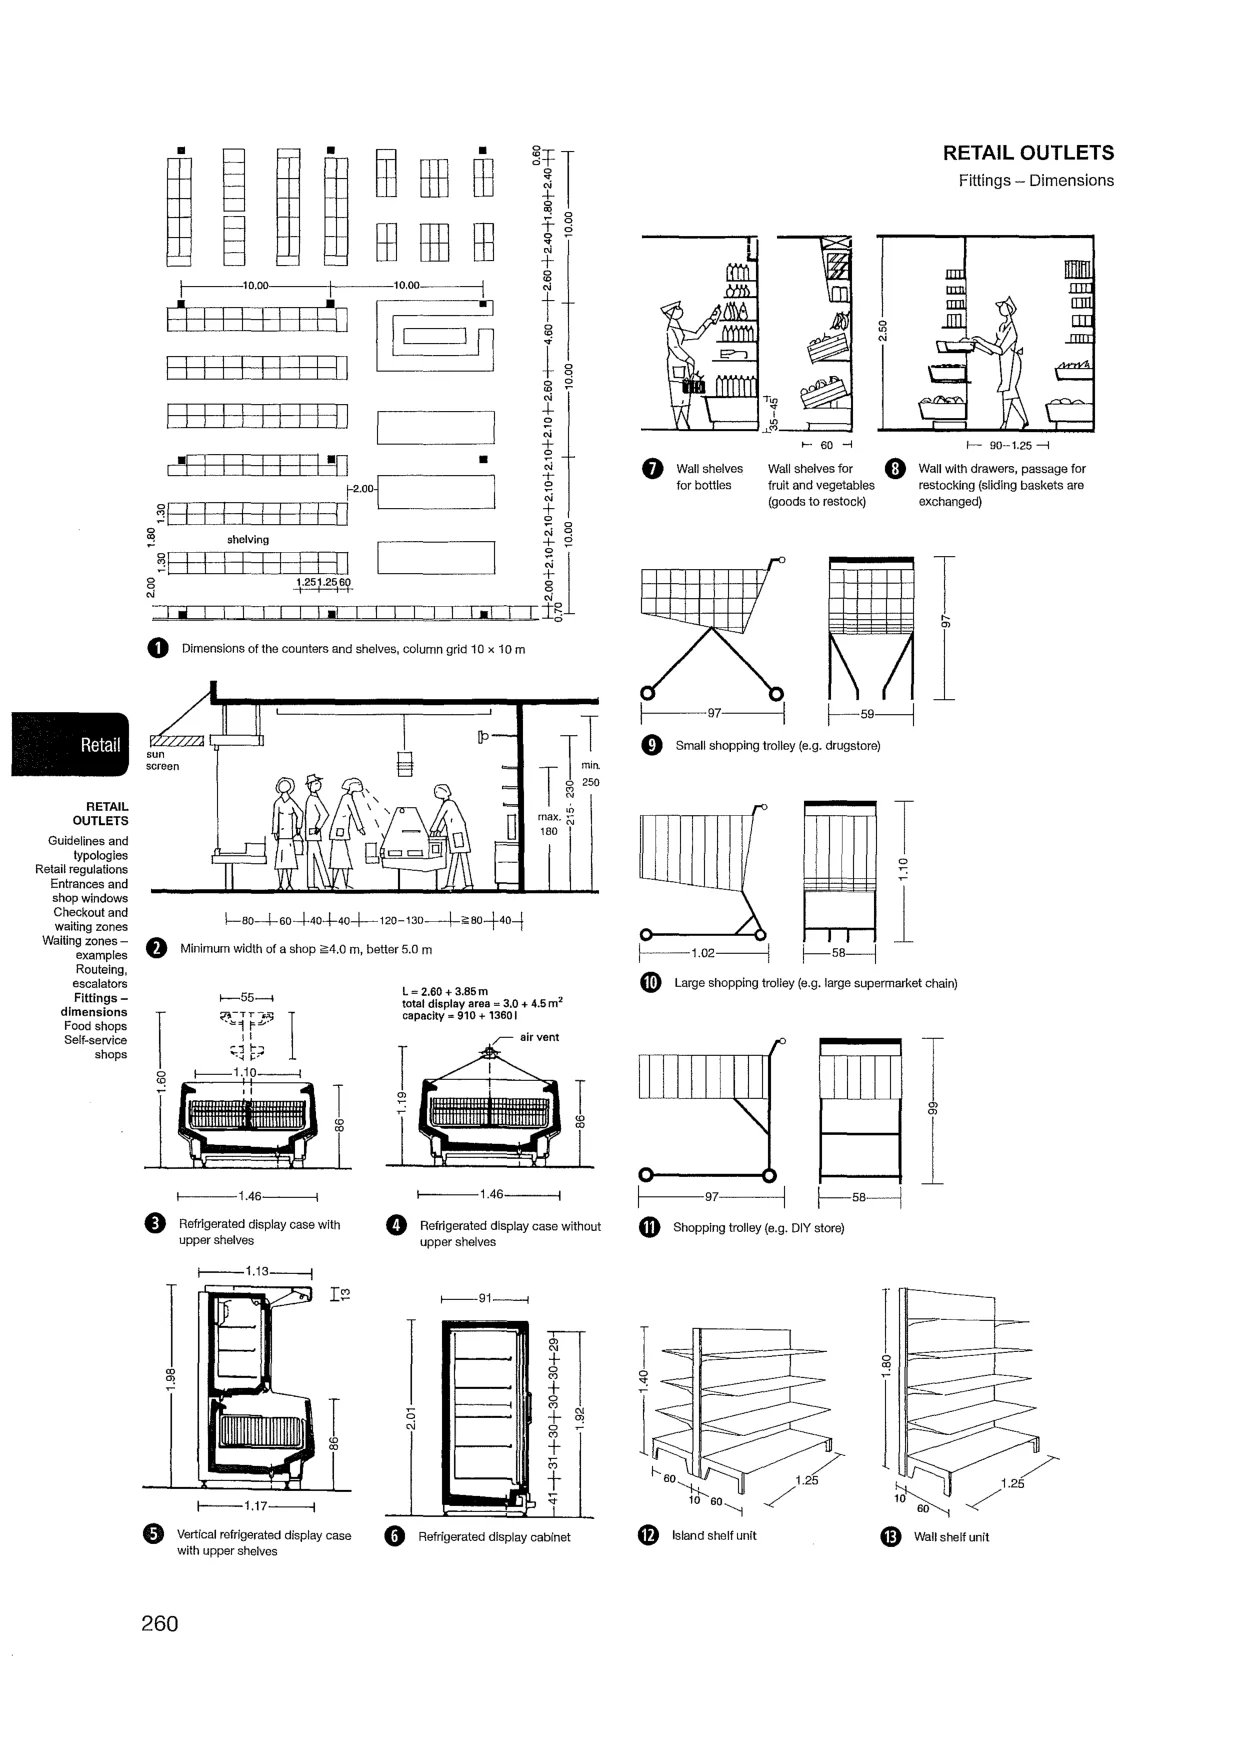 RETAIL OUTLETS
Fittings – Dimensions
10.00
10.00
0.60
2.40
1.80
2.40
2.60
4.60
2.60
2.10
2.10
2.10
2.10
2.10
2.00
0.70
10.00
10.00
10.00
2.00
1.30
1.80
1.30
2.00
shelving
1.25 1.25 60
1 Dimensions of the counters and shelves, column grid 10 × 10 m
sun
screen
min.
250
215- 230
max.
180
80 60 40 40 120-130 ≧80 40
2 Minimum width of a shop ≧4.0 m, better 5.0 m
55
1.10
1.60
86
1.46
3 Refrigerated display case with
upper shelves
L = 2.60 + 3.85 m
total display area = 3.0 + 4.5 m²
capacity = 910 + 1360 l
air vent
1.19
86
1.46
4 Refrigerated display case without
upper shelves
1.13
13
1.98
86
1.17
5 Vertical refrigerated display case
with upper shelves
91
2.01
41+31+30+30+30+29
1.92
6 Refrigerated display cabinet
35-45
60
2.50
90-1.25
7 Wall shelves
for bottles
Wall shelves for
fruit and vegetables
(goods to restock)
8 Wall with drawers, passage for
restocking (sliding baskets are
exchanged)
97
97
59
9 Small shopping trolley (e.g. drugstore)
1.10
1.02
58
10 Large shopping trolley (e.g. large supermarket chain)
99
97
58
11 Shopping trolley (e.g. DIY store)
1.40
60
10
60
1.25
12 Island shelf unit
1.80
10
60
1.25
13 Wall shelf unit
Retail
RETAIL
OUTLETS
Guidelines and
typologies
Retail regulations
Entrances and
shop windows
Checkout and
waiting zones
Waiting zones –
examples
Routeing,
escalators
Fittings –
dimensions
Food shops
Self-service
shops
260